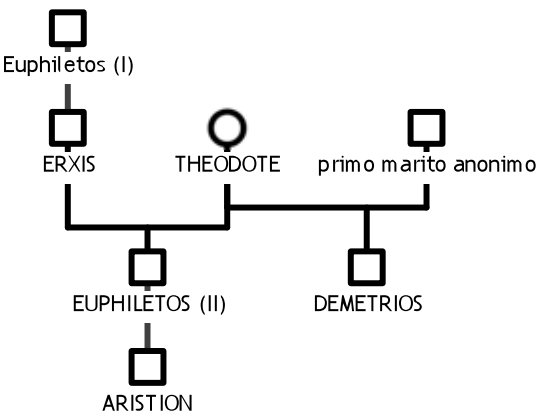 Euphiletos (I)
ERXIS
THEODOTE
primo marito anonimo
EUPHILETOS (II)
DEMETRIOS
ARISTION